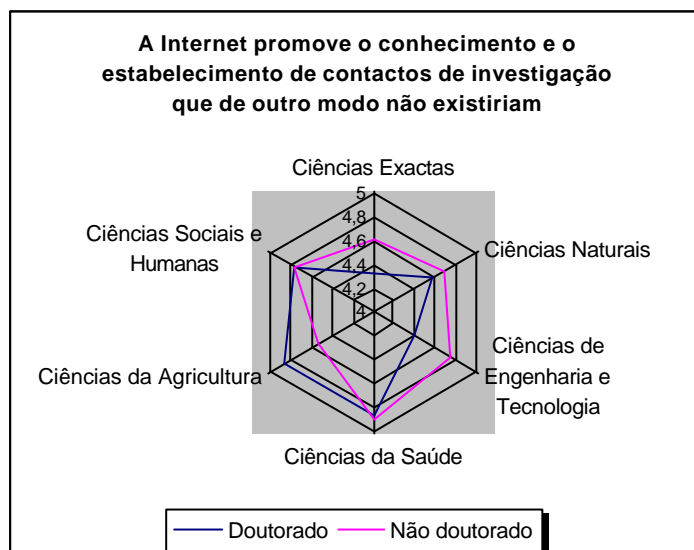 A Internet promove o conhecimento e o
estabelecimento de contactos de investigação
que de outro modo não existiriam
Ciências Exactas
5
4,8
4,6
4,4
4,2
4
Ciências Sociais e
Humanas
Ciências Naturais
Ciências da Agricultura
Ciências de
Engenharia e
Tecnologia
Ciências da Saúde
Doutorado
Não doutorado